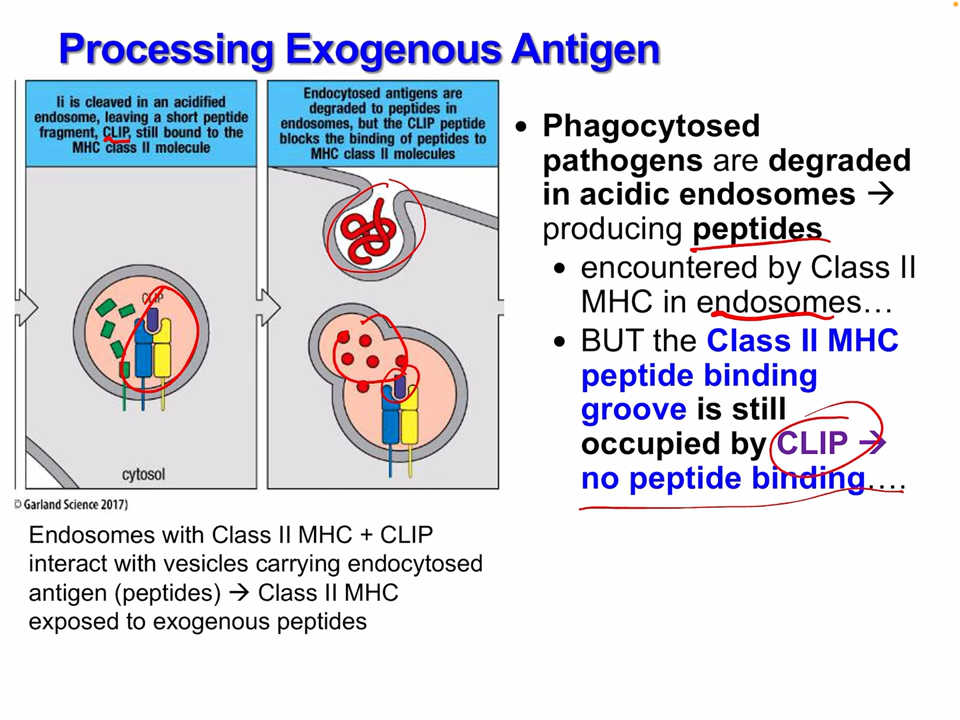 Processing Exogenous Antigen
Ii is cleaved in an acidified
endosome, leaving a short peptide
fragment, CLIP, still bound to the
MHC class II molecule
Endocytosed antigens are
degraded to peptides in
endosomes, but the CLIP peptide
blocks the binding of peptides to
MHC class II molecules
CLIP
cytosol
© Garland Science 2017)
Endosomes with Class II MHC + CLIP
interact with vesicles carrying endocytosed
antigen (peptides) → Class II MHC
exposed to exogenous peptides
• Phagocytosed
pathogens are degraded
in acidic endosomes →
producing peptides
• encountered by Class II
MHC in endosomes…
• BUT the Class II MHC
peptide binding
groove is still
occupied by CLIP →
no peptide binding….